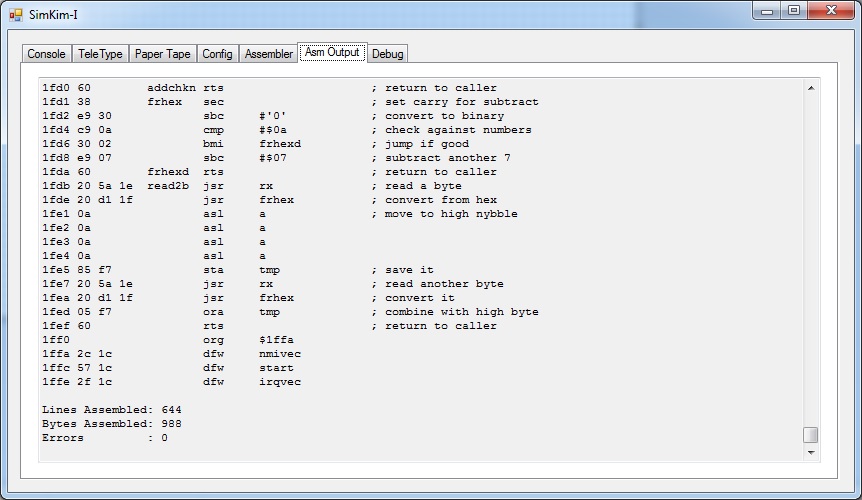 SimKim-I
Console TeleType Paper Tape Config Assembler Asm Output Debug
1fd0 60        addchkn rts                     ; return to caller
1fd1 38        frhex   sec                     ; set carry for subtract
1fd2 e9 30             sbc     #'0'            ; convert to binary
1fd4 c9 0a             cmp     #$0a            ; check against numbers
1fd6 30 02             bmi     frhexd          ; jump if good
1fd8 e9 07             sbc     #$07            ; subtract another 7
1fda 60        frhexd  rts                     ; return to caller
1fdb 20 5a 1e  read2b  jsr     rx              ; read a byte
1fde 20 d1 1f          jsr     frhex           ; convert from hex
1fe1 0a                asl     a               ; move to high nybble
1fe2 0a                asl     a
1fe3 0a                asl     a
1fe4 0a                asl     a
1fe5 85 f7             sta     tmp             ; save it
1fe7 20 5a 1e          jsr     rx              ; read another byte
1fea 20 d1 1f          jsr     frhex           ; convert it
1fed 05 f7             ora     tmp             ; combine with high byte
1fef 60                rts                     ; return to caller
1ff0                   org     $1ffa
1ffa 2c 1c             dfw     nmivec
1ffc 57 1c             dfw     start
1ffe 2f 1c             dfw     irqvec
Lines Assembled: 644
Bytes Assembled: 988
Errors         : 0